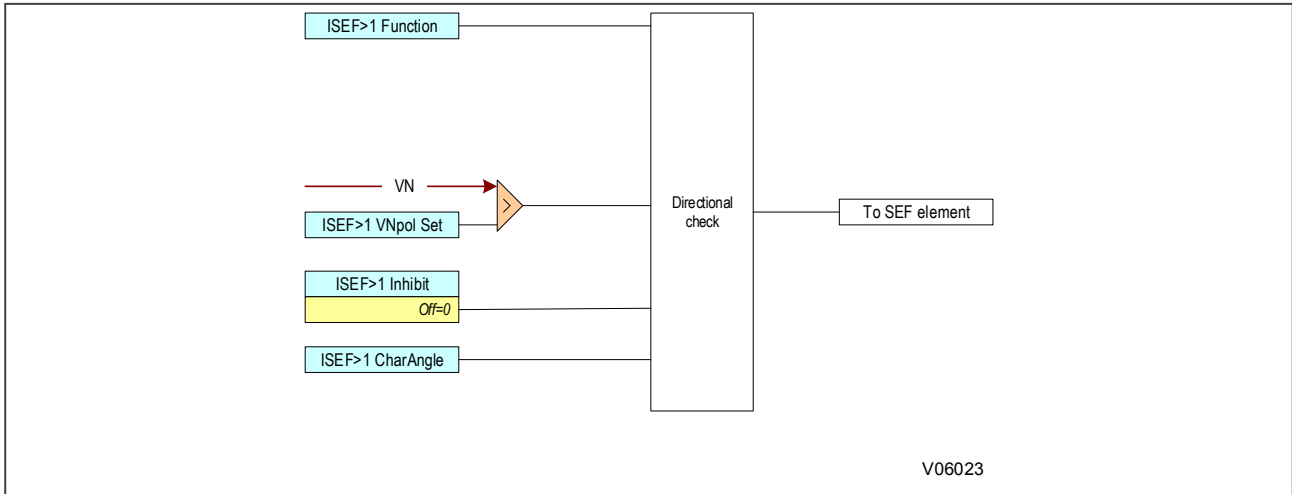 ISEF>1 Function
VN
>
ISEF>1 VNpol Set
Directional
check
To SEF element
ISEF>1 Inhibit
Off=0
ISEF>1 CharAngle
V06023